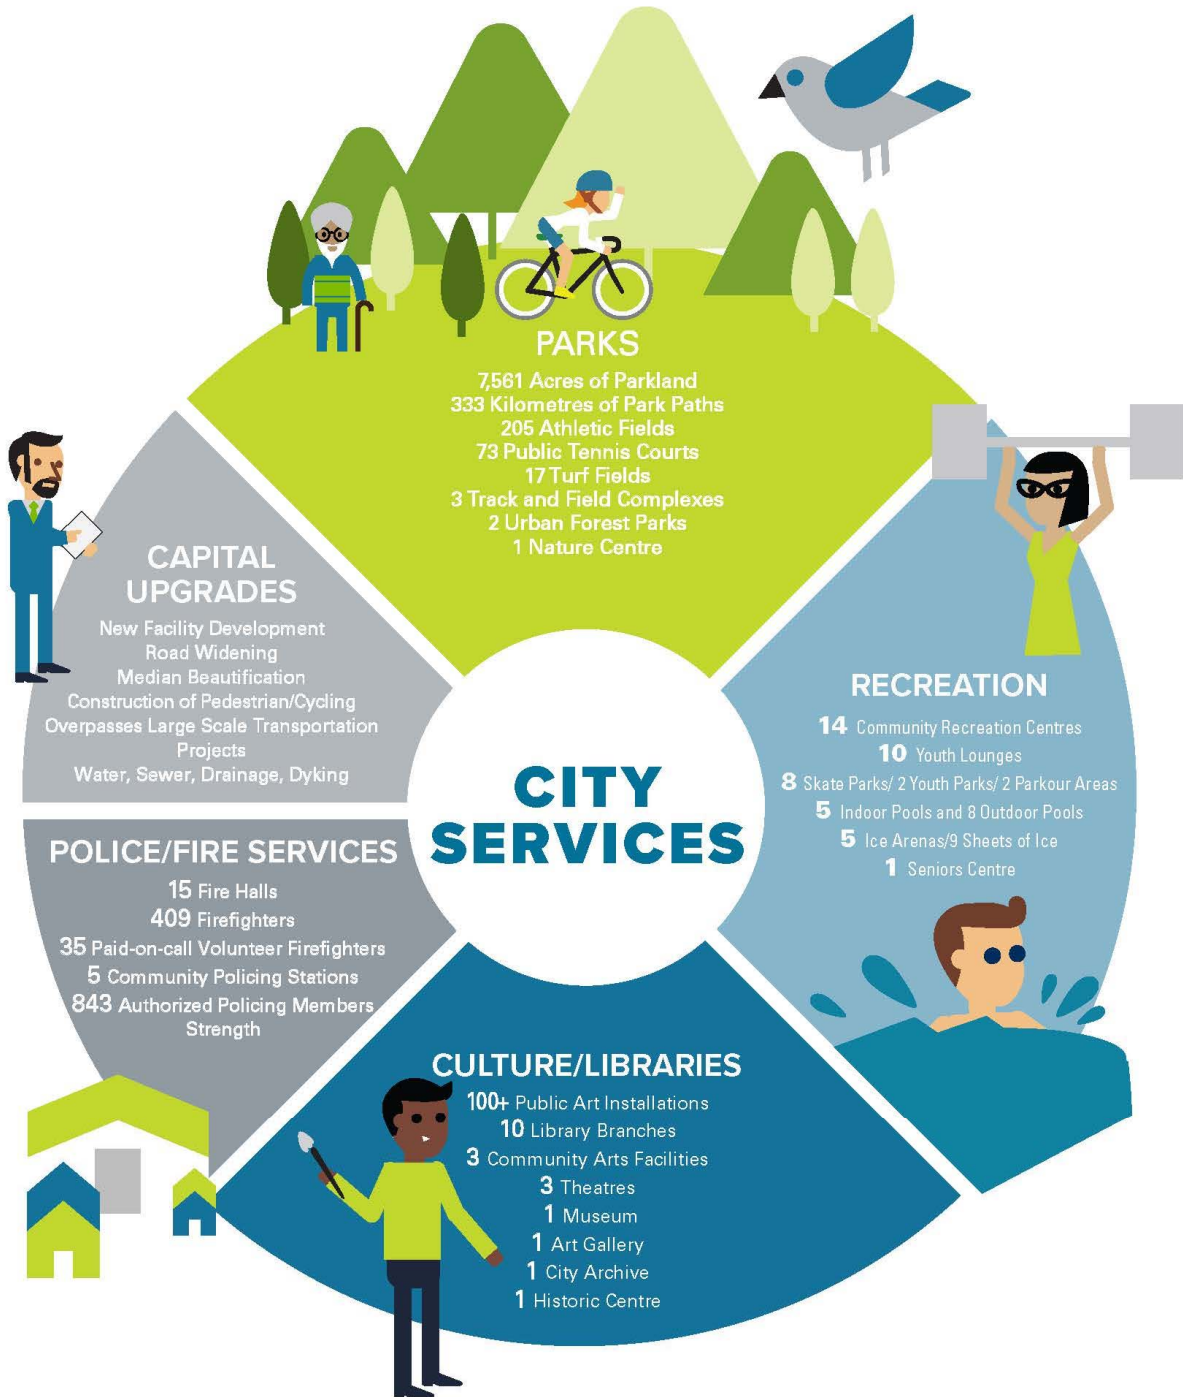 PARKS
7,561 Acres of Parkland
333 Kilometres of Park Paths
205 Athletic Fields
73 Public Tennis Courts
17 Turf Fields
3 Track and Field Complexes
2 Urban Forest Parks
1 Nature Centre
CAPITAL
UPGRADES
New Facility Development
Road Widening
Median Beautification
Construction of Pedestrian/Cycling
Overpasses Large Scale Transportation
Projects
Water, Sewer, Drainage, Dyking
RECREATION
14 Community Recreation Centres
10 Youth Lounges
8 Skate Parks/ 2 Youth Parks/ 2 Parkour Areas
5 Indoor Pools and 8 Outdoor Pools
5 Ice Arenas/9 Sheets of Ice
1 Seniors Centre
CITY
SERVICES
POLICE/FIRE SERVICES
15 Fire Halls
409 Firefighters
35 Paid-on-call Volunteer Firefighters
5 Community Policing Stations
843 Authorized Policing Members
Strength
CULTURE/LIBRARIES
100+ Public Art Installations
10 Library Branches
3 Community Arts Facilities
3 Theatres
1 Museum
1 Art Gallery
1 City Archive
1 Historic Centre